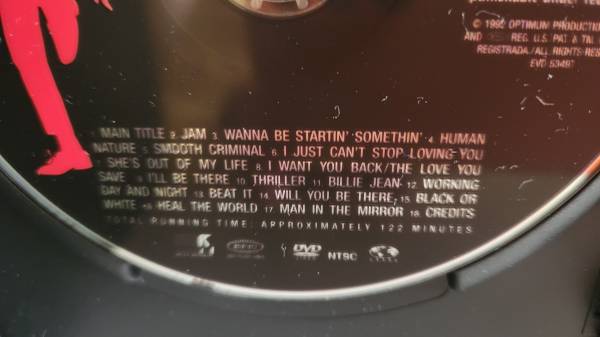 © 1992 OPTIMUM PRODUCTIONS
AND REG. U.S. PAT & TM.
REGISTRADA./ALL RIGHTS RES
EVD
1 MAIN TITLE 2. JAM 3. WANNA BE STARTIN' SOMETHIN' 4. HUMAN
NATURE 5. SMOOTH CRIMINAL 6. I JUST CAN'T STOP LOVING YOU
7. SHE'S OUT OF MY LIFE 8. I WANT YOU BACK/THE LOVE YOU
SAVE 9. I'LL BE THERE 10. THRILLER 11. BILLIE JEAN 12. WORKING
DAY AND NIGHT 13. BEAT IT 14. WILL YOU BE THERE 15. BLACK OR
WHITE 16. HEAL THE WORLD 17. MAN IN THE MIRROR 18. CREDITS
TOTAL RUNNING TIME: APPROXIMATELY 122 MINUTES
epic DVD NTSC